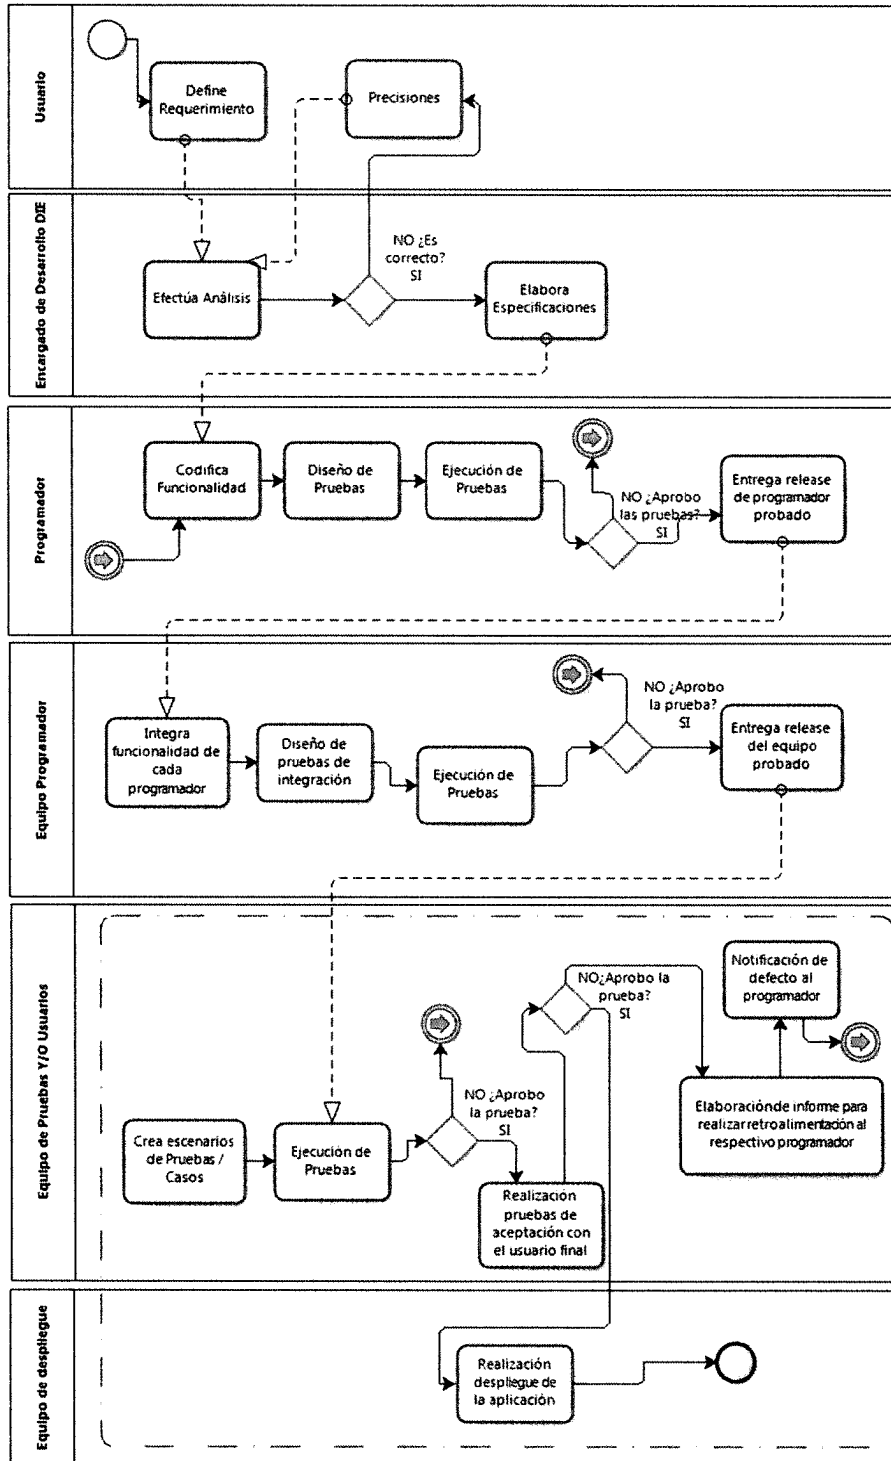 Usuario
Define
Requerimiento
Precisiones
Encargado de Desarrollo DIE
Efectúa Análisis
NO ¿Es
correcto?
SI
Elabora
Especificaciones
Programador
Codifica
Funcionalidad
Diseño de
Pruebas
Ejecución de
Pruebas
NO ¿Aprobo
las pruebas?
SI
Entrega release
de programador
probado
Equipo Programador
Integra
funcionalidad de
cada
programador
Diseño de
pruebas de
integración
Ejecución de
Pruebas
NO ¿Aprobo
la prueba?
SI
Entrega release
del equipo
probado
Equipo de Pruebas Y/O Usuarios
Crea escenarios
de Pruebas /
Casos
Ejecución de
Pruebas
NO ¿Aprobo
la prueba?
SI
Realización
pruebas de
aceptación con
el usuario final
NO¿Aprobo la
prueba?
SI
Notificación de
defecto al
programador
Elaboración de informe para
realizar retroalimentación al
respectivo programador
Equipo de despliegue
Realización
despliegue de
la aplicación